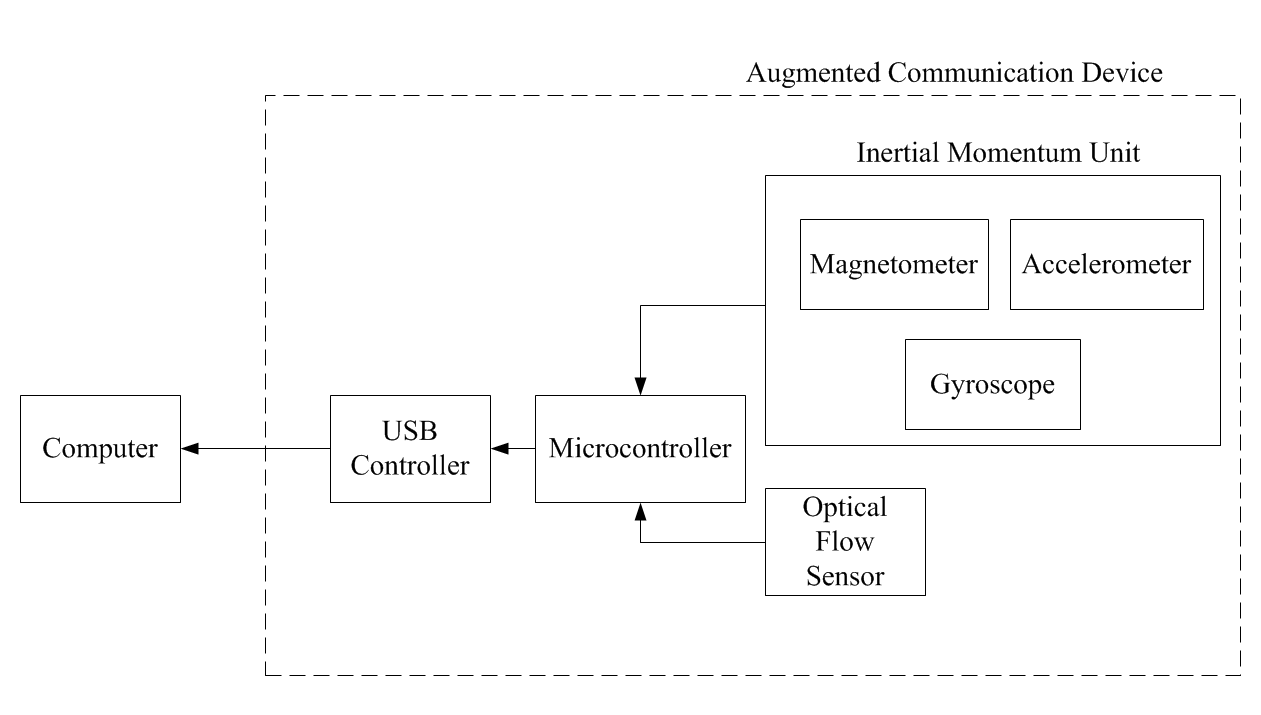 Augmented Communication Device
Inertial Momentum Unit
Magnetometer
Accelerometer
Gyroscope
Computer
USB
Controller
Microcontroller
Optical
Flow
Sensor